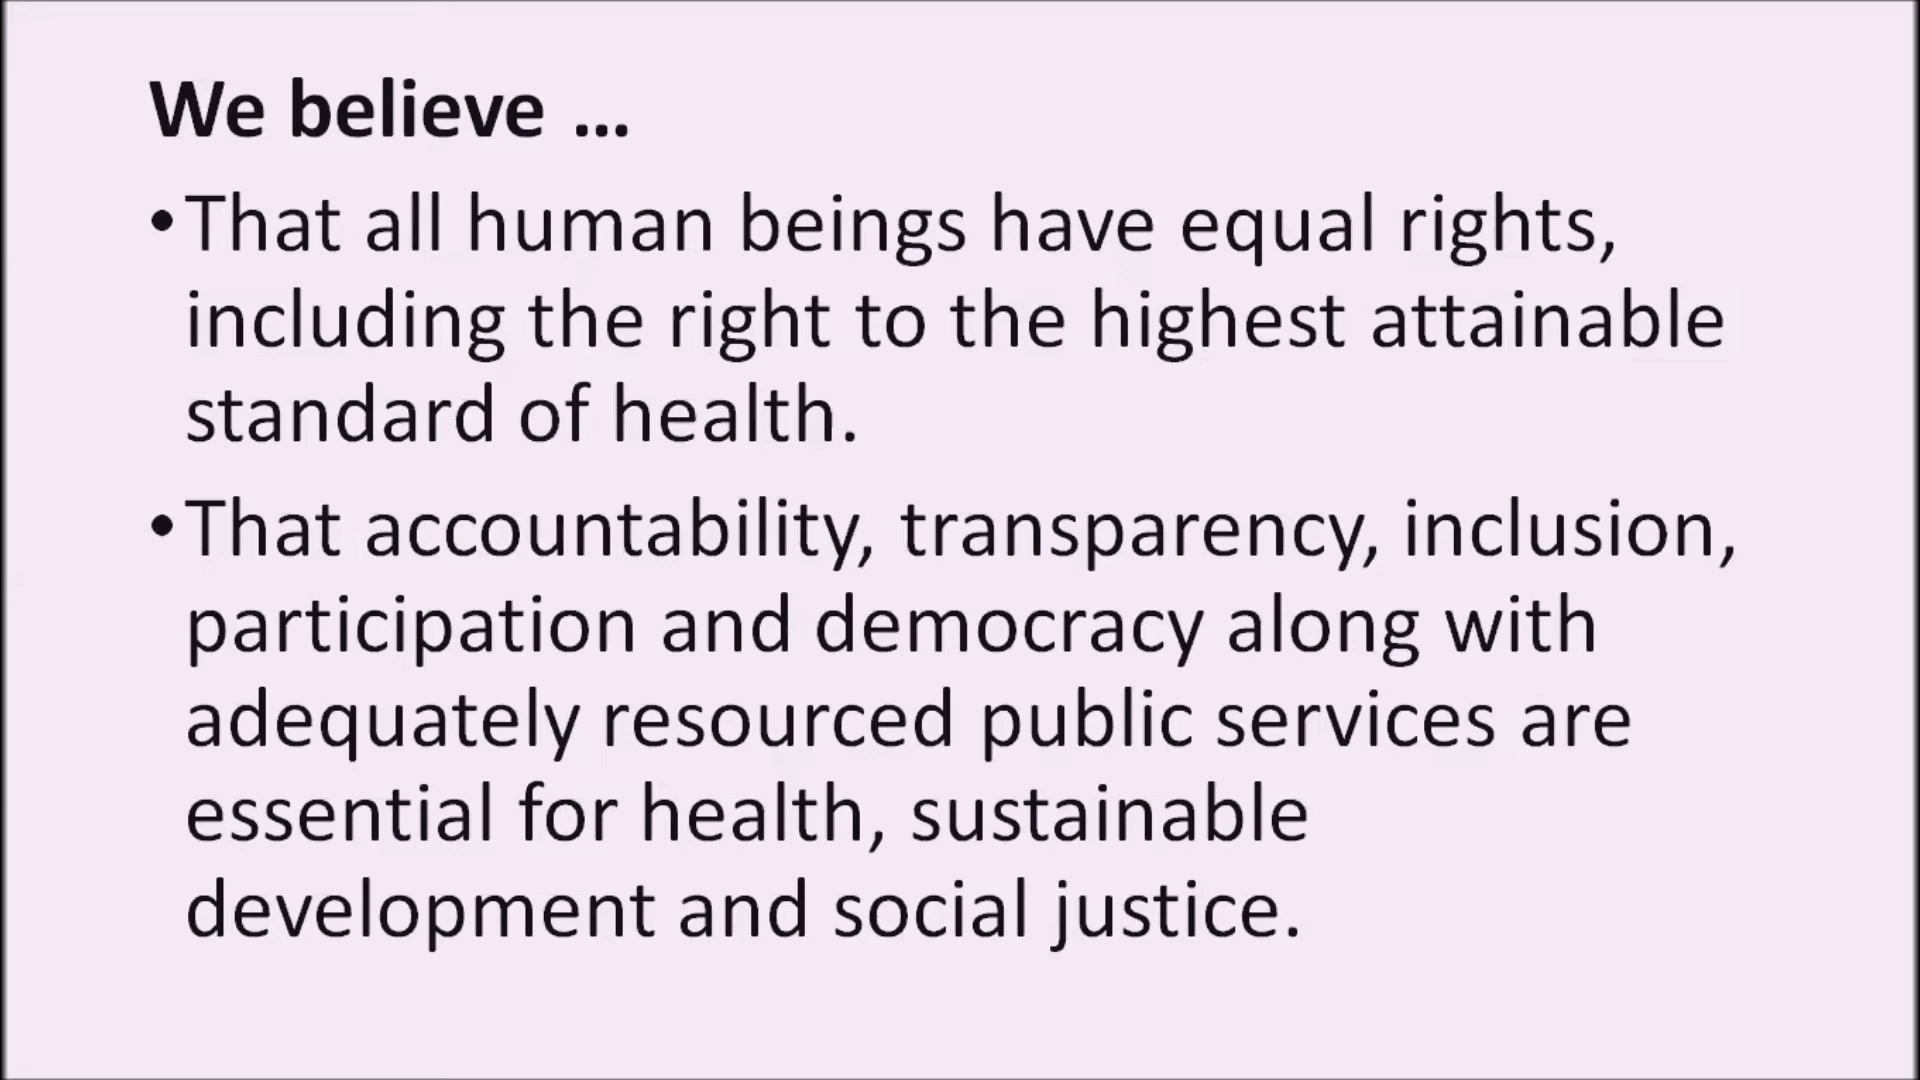 We believe ...
•That all human beings have equal rights,
including the right to the highest attainable
standard of health.
•That accountability, transparency, inclusion,
participation and democracy along with
adequately resourced public services are
essential for health, sustainable
development and social justice.